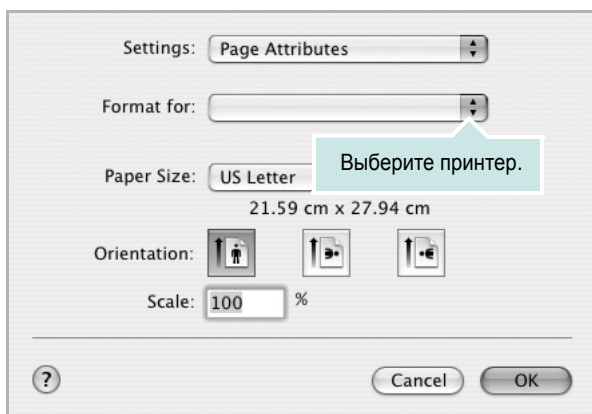 Settings: Page Attributes
Format for:
Выберите принтер.
Paper Size: US Letter
21.59 cm x 27.94 cm
Orientation:
Scale: 100 %
? Cancel OK